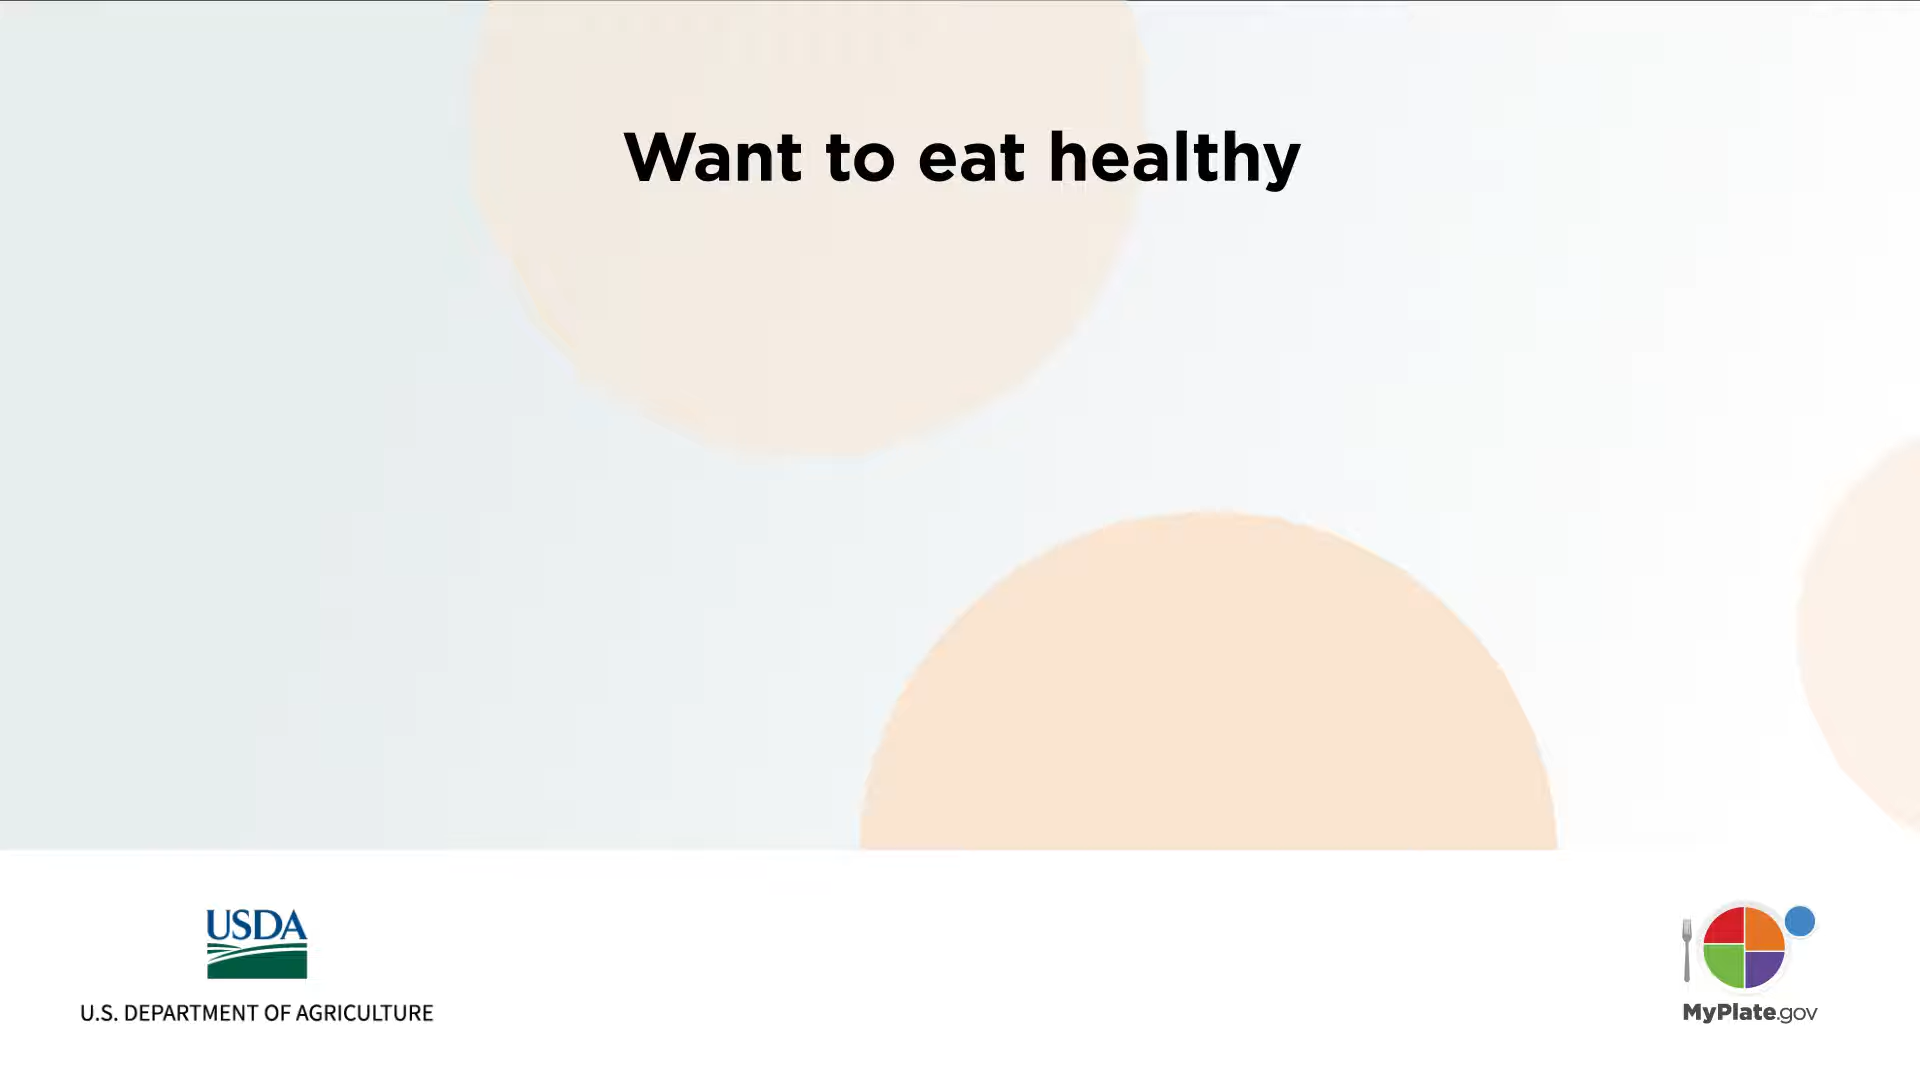 Want to eat healthy
USDA
U.S. DEPARTMENT OF AGRICULTURE
MyPlate.gov